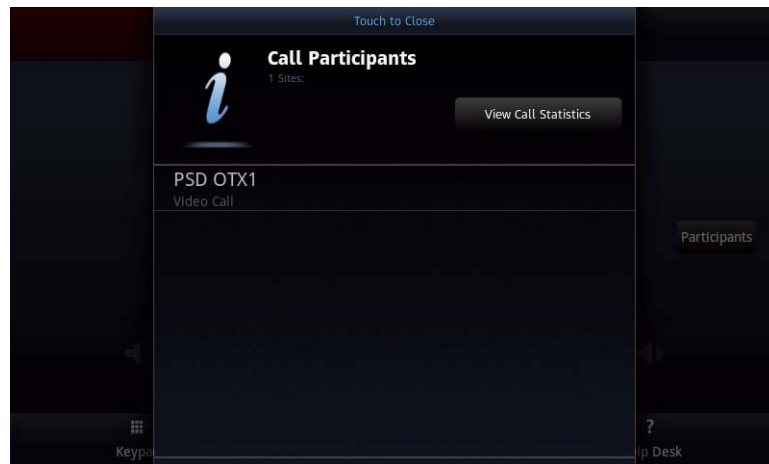 Touch to Close
Call Participants
1 Sites:
View Call Statistics
PSD OTX1
Video Call
Participants
Keypa
lp Desk